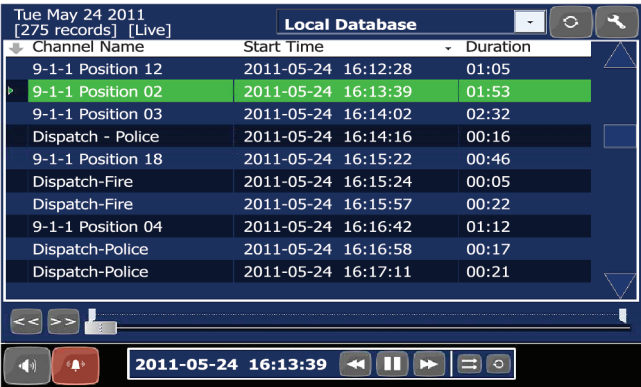 Tue May 24 2011
[275 records] [Live]
Local Database
Channel Name Start Time Duration
9-1-1 Position 12 2011-05-24 16:12:28 01:05
9-1-1 Position 02 2011-05-24 16:13:39 01:53
9-1-1 Position 03 2011-05-24 16:14:02 02:32
Dispatch - Police 2011-05-24 16:14:16 00:16
9-1-1 Position 18 2011-05-24 16:15:22 00:46
Dispatch-Fire 2011-05-24 16:15:24 00:05
Dispatch-Fire 2011-05-24 16:15:57 00:22
9-1-1 Position 04 2011-05-24 16:16:42 01:12
Dispatch-Police 2011-05-24 16:16:58 00:17
Dispatch-Police 2011-05-24 16:17:11 00:21
<< >>
2011-05-24 16:13:39